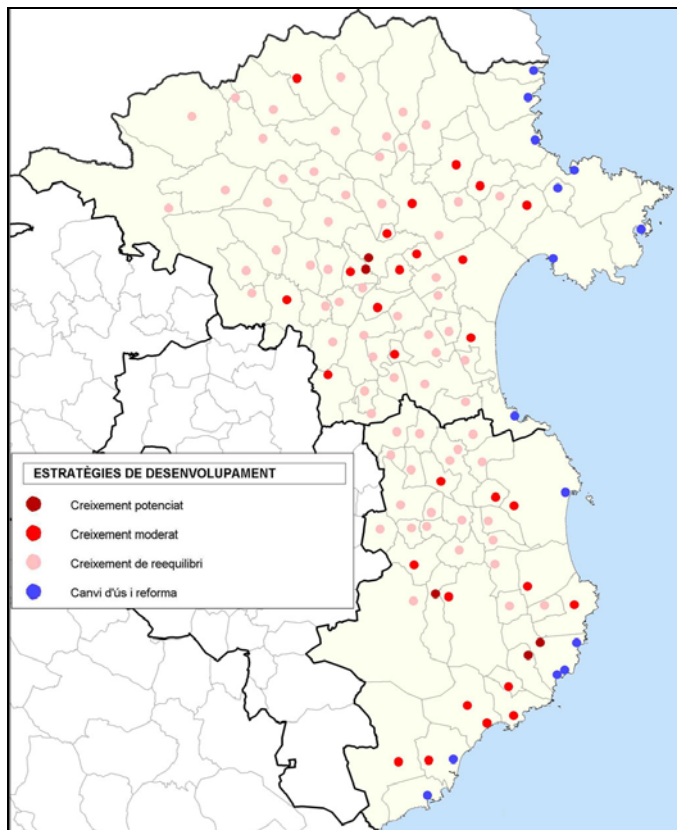 ESTRATÈGIES DE DESENVOLUPAMENT
Creixement potenciat
Creixement moderat
Creixement de reequilibri
Canvi d'ús i reforma